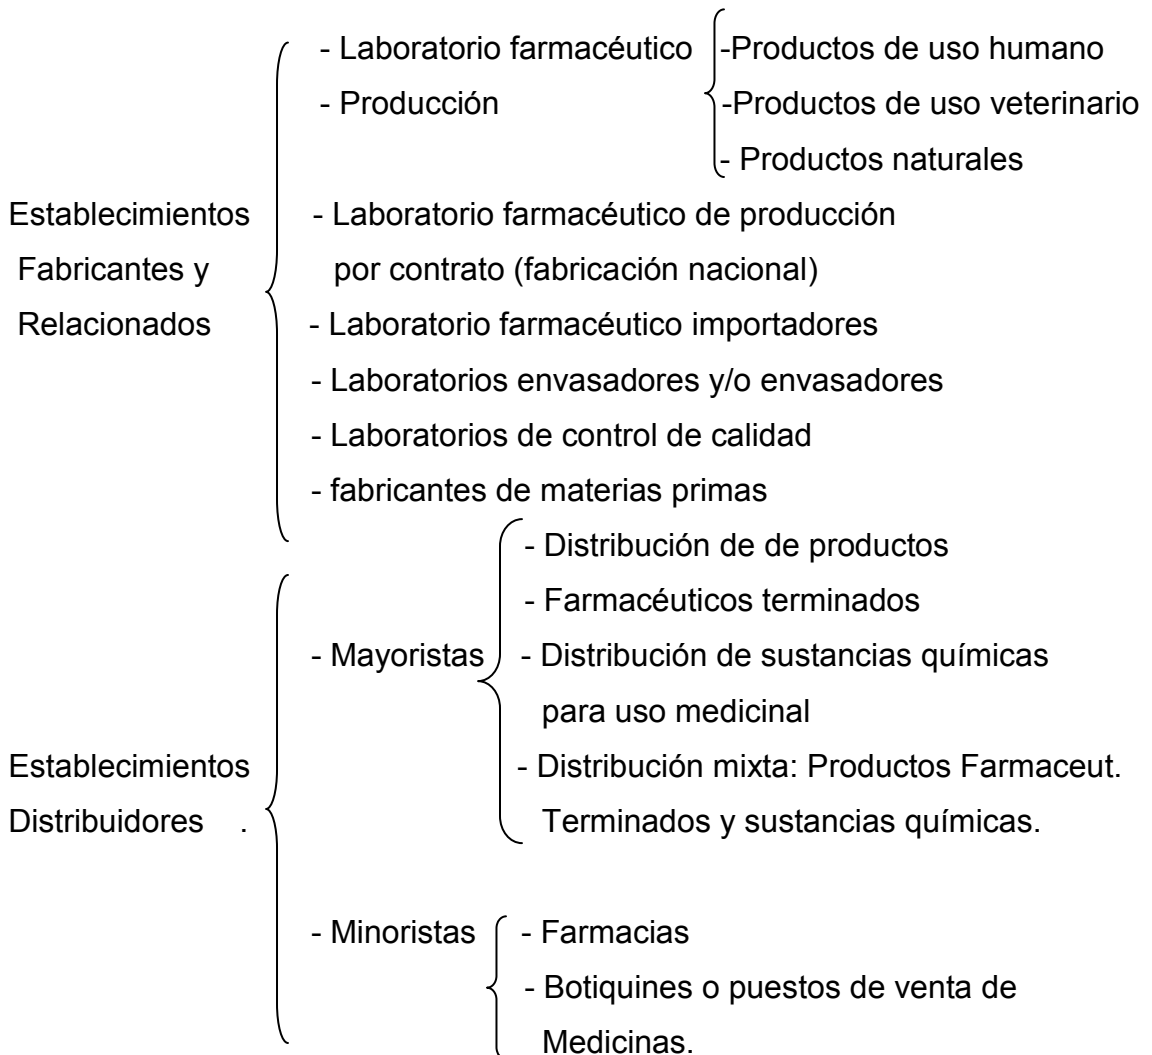 - Laboratorio farmacéutico
-Productos de uso humano
- Producción
-Productos de uso veterinario
- Productos naturales
Establecimientos
Fabricantes y
Relacionados
- Laboratorio farmacéutico de producción
por contrato (fabricación nacional)
- Laboratorio farmacéutico importadores
- Laboratorios envasadores y/o envasadores
- Laboratorios de control de calidad
- fabricantes de materias primas
Establecimientos
Distribuidores .
- Mayoristas
- Distribución de de productos
- Farmacéuticos terminados
- Distribución de sustancias químicas
para uso medicinal
- Distribución mixta: Productos Farmaceut.
Terminados y sustancias químicas.
- Minoristas
- Farmacias
- Botiquines o puestos de venta de
Medicinas.